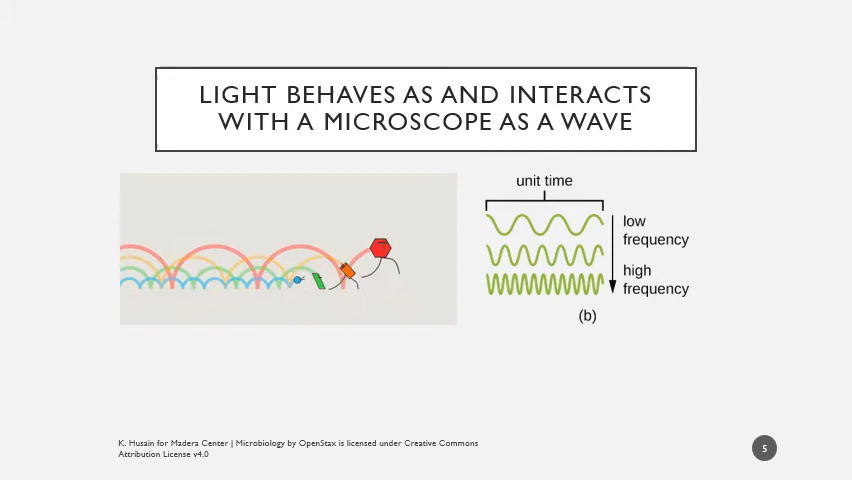 LIGHT BEHAVES AS AND INTERACTS
WITH A MICROSCOPE AS A WAVE
unit time
low
frequency
high
frequency
(b)
K. Husain for Madera Center | Microbiology by OpenStax is licensed under Creative Commons
Attribution License v4.0
5